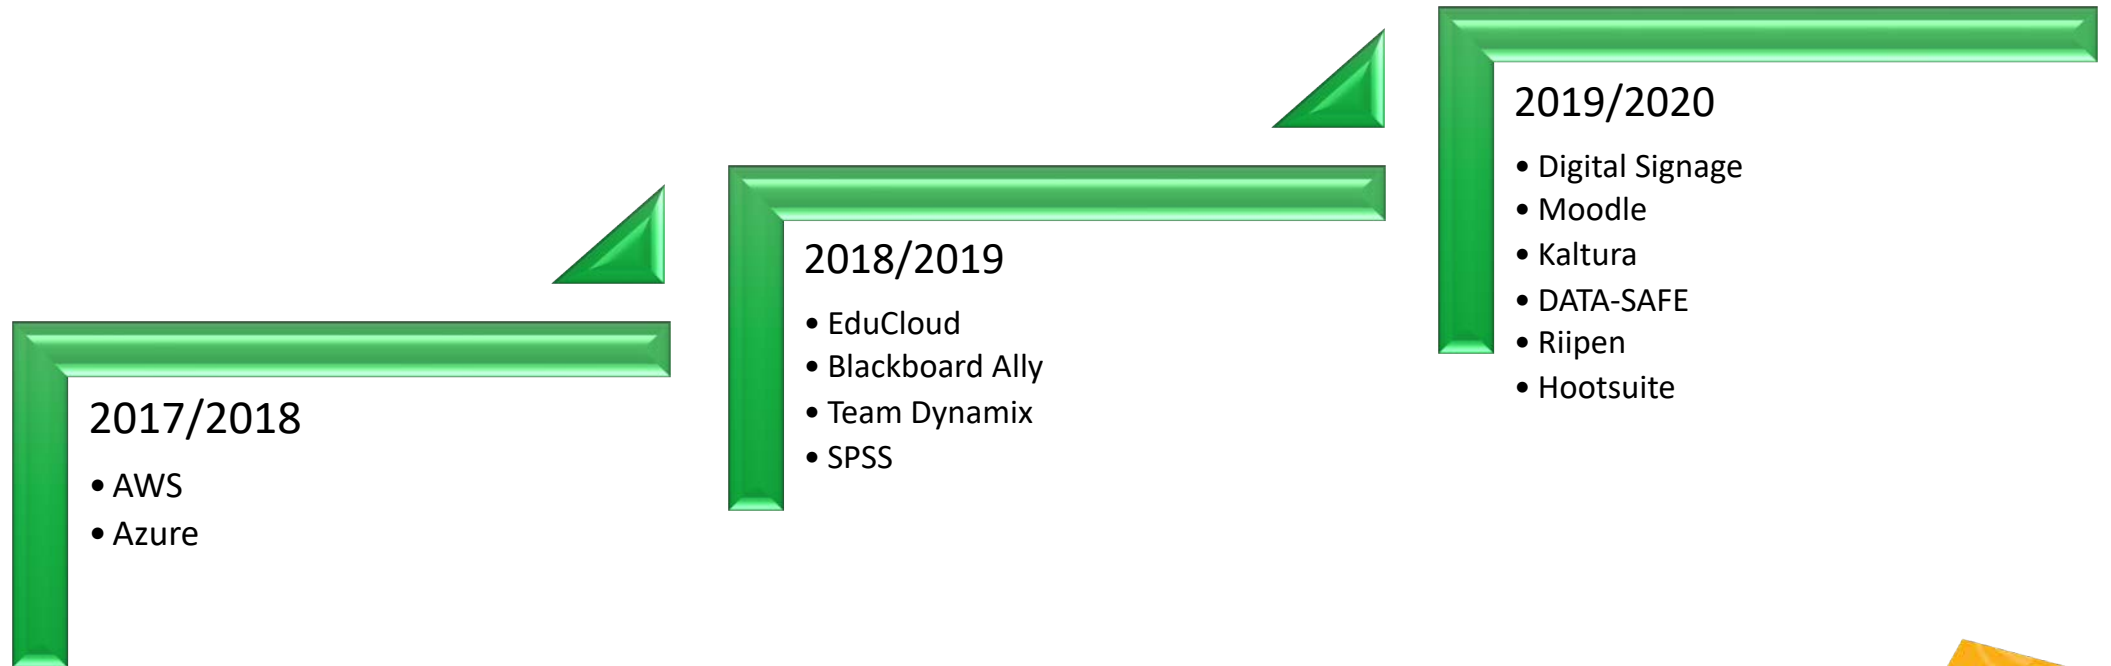 2017/2018
• AWS
• Azure
2018/2019
• EduCloud
• Blackboard Ally
• Team Dynamix
• SPSS
2019/2020
• Digital Signage
• Moodle
• Kaltura
• DATA-SAFE
• Riipen
• Hootsuite